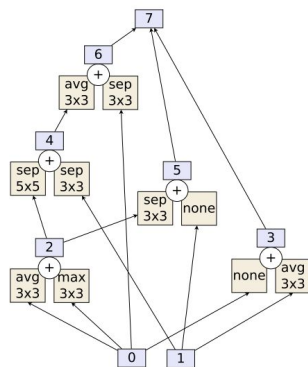 7
6
+
avg sep
3x3 3x3
4
+
sep sep
5x5 3x3
5
+
sep none
3x3
2
+
avg max
3x3 3x3
3
+
none avg
3x3
0 1